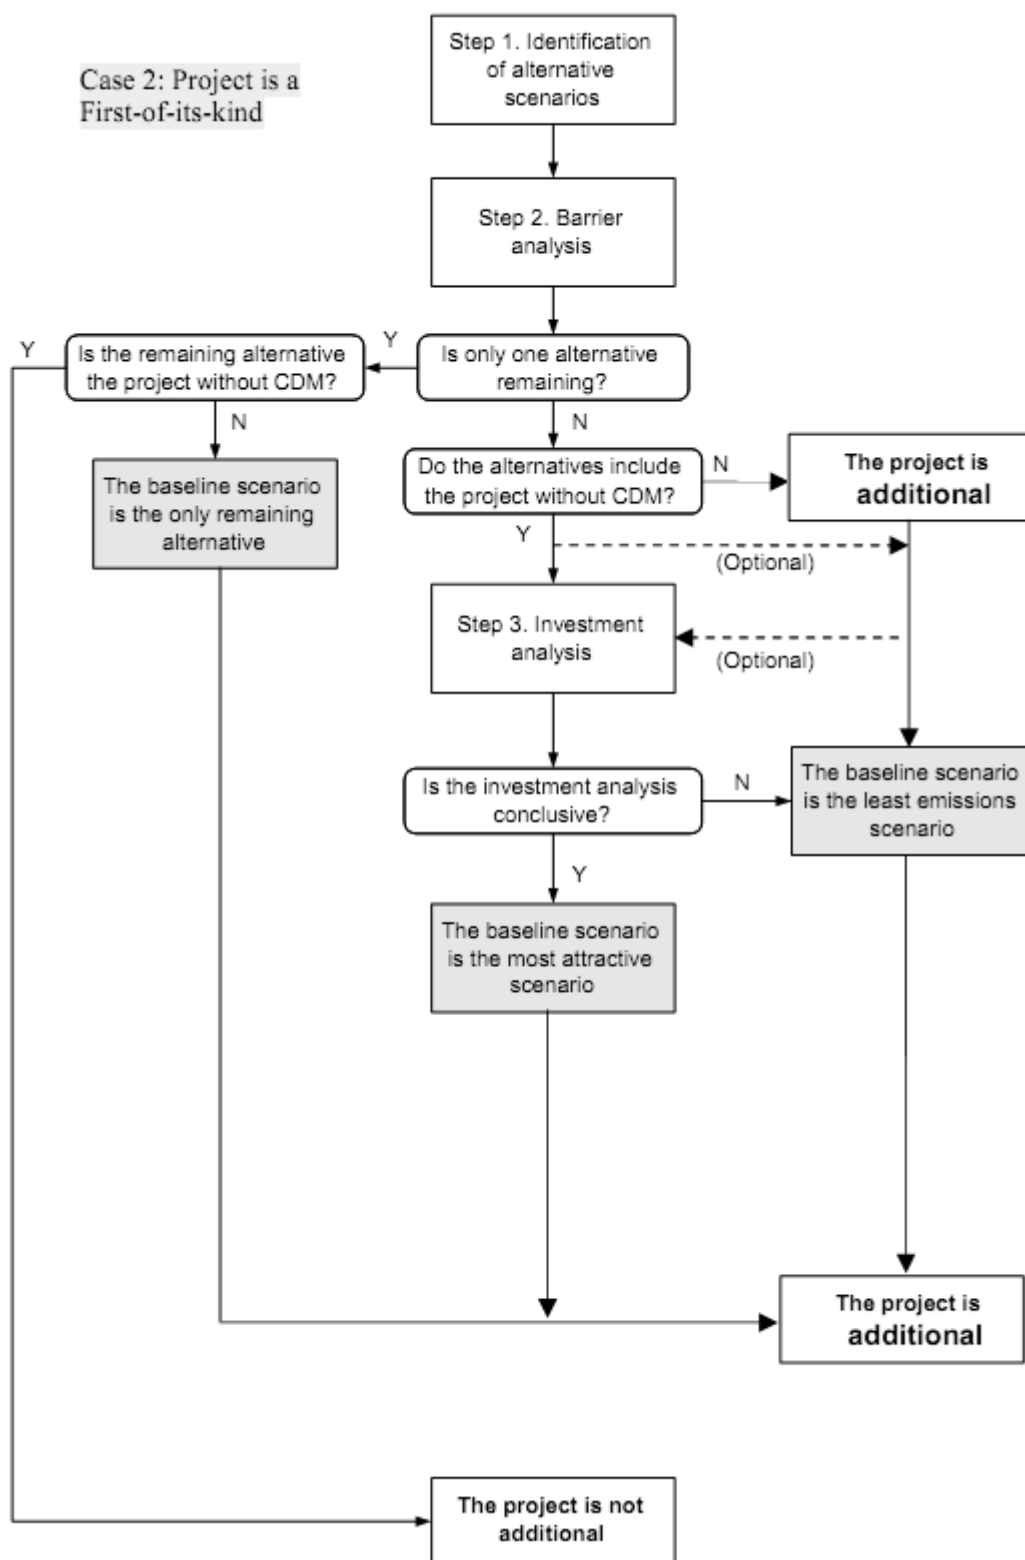 Step 1. Identification
of alternative
scenarios
Case 2: Project is a
First-of-its-kind
Step 2. Barrier
analysis
Y
Is the remaining alternative
the project without CDM?
Y
Is only one alternative
remaining?
N
N
The baseline scenario
is the only remaining
alternative
Do the alternatives include
the project without CDM?
N
The project is
additional
Y
(Optional)
Step 3. Investment
analysis
(Optional)
Is the investment analysis
conclusive?
N
The baseline scenario
is the least emissions
scenario
Y
The baseline scenario
is the most attractive
scenario
The project is
additional
The project is not
additional